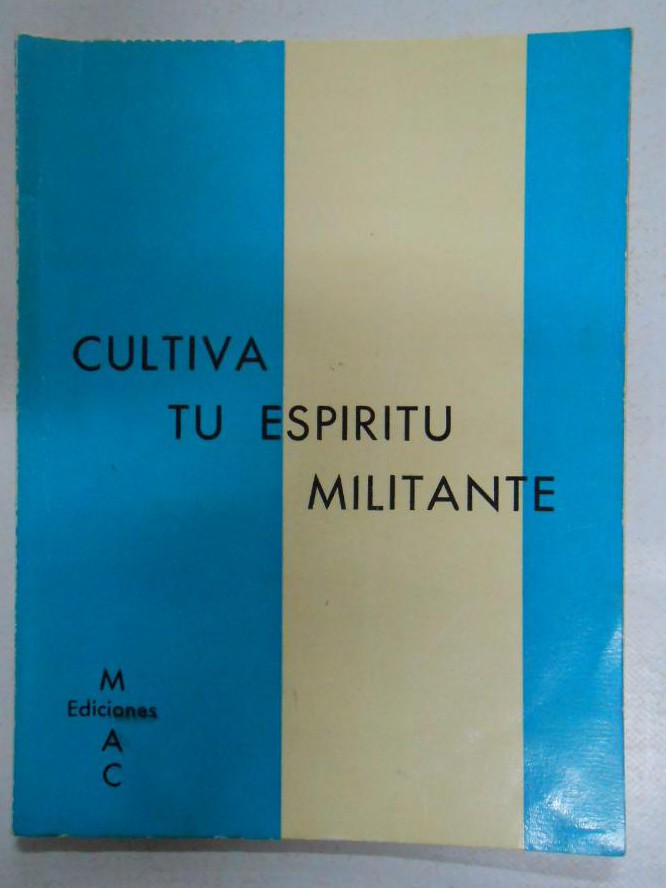 CULTIVA
TU ESPIRITU
MILITANTE
M
Ediciones
A
C